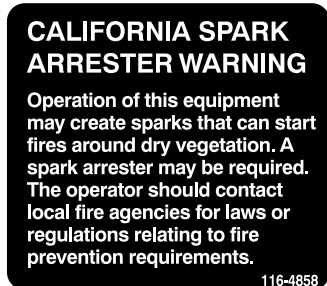 CALIFORNIA SPARK
ARRESTER WARNING
Operation of this equipment
may create sparks that can start
fires around dry vegetation. A
spark arrester may be required.
The operator should contact
local fire agencies for laws or
regulations relating to fire
prevention requirements.
116-4858